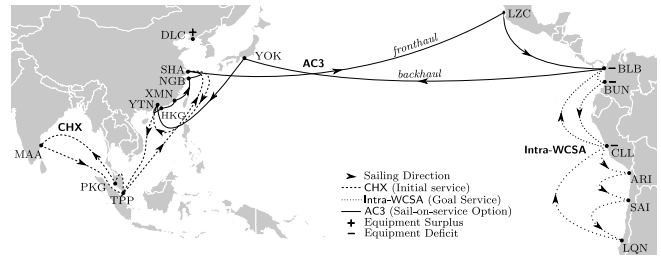 LZC
DLC
+
YOK
AC3
fronthaul
backhaul
SHA
NGB
XMN
YTN
HKG
BLB
BUN
CHX
MAA
PKG
TPP
Intra-WCSA
CLL
ARI
SAI
LQN
Sailing Direction
CHX (Initial service)
Intra-WCSA (Goal Service)
AC3 (Sail-on-service Option)
+ Equipment Surplus
− Equipment Deficit